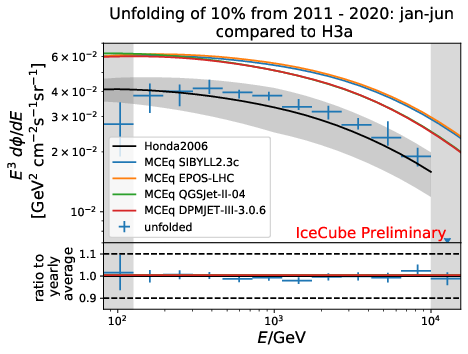 Unfolding of 10% from 2011 - 2020: jan-jun
compared to H3a
E³ dϕ/dE
[GeV² cm⁻²s⁻¹sr⁻¹]
6 × 10⁻²
4 × 10⁻²
3 × 10⁻²
2 × 10⁻²
10⁻²
Honda2006
MCEq SIBYLL2.3c
MCEq EPOS-LHC
MCEq QGSJet-II-04
MCEq DPMJET-III-3.0.6
unfolded
IceCube Preliminary
ratio to
yearly
average
1.1
1.0
0.9
10² 10³ 10⁴
E/GeV